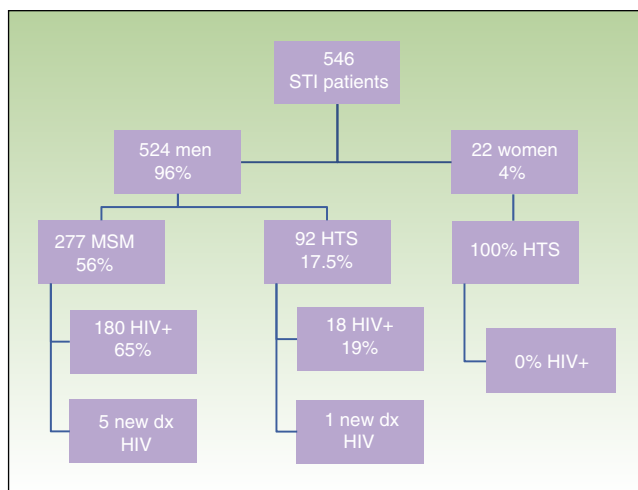 546
STI patients
524 men
96%
22 women
4%
277 MSM
56%
92 HTS
17.5%
100% HTS
180 HIV+
65%
18 HIV+
19%
0% HIV+
5 new dx
HIV
1 new dx
HIV